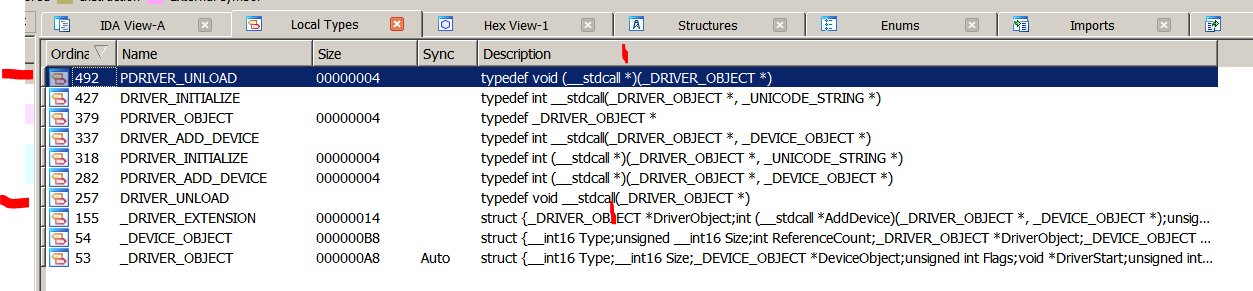 IDA View-A Local Types Hex View-1 Structures Enums Imports
Ordina Name Size Sync Description
492 PDRIVER_UNLOAD 00000004 typedef void (__stdcall *)(_DRIVER_OBJECT *)
427 DRIVER_INITIALIZE typedef int __stdcall(_DRIVER_OBJECT *, _UNICODE_STRING *)
379 PDRIVER_OBJECT 00000004 typedef _DRIVER_OBJECT *
337 DRIVER_ADD_DEVICE typedef int __stdcall(_DRIVER_OBJECT *, _DEVICE_OBJECT *)
318 PDRIVER_INITIALIZE 00000004 typedef int (__stdcall *)(_DRIVER_OBJECT *, _UNICODE_STRING *)
282 PDRIVER_ADD_DEVICE 00000004 typedef int (__stdcall *)(_DRIVER_OBJECT *, _DEVICE_OBJECT *)
257 DRIVER_UNLOAD typedef void __stdcall(_DRIVER_OBJECT *)
155 _DRIVER_EXTENSION 00000014 struct {_DRIVER_OBJECT *DriverObject;int (__stdcall *AddDevice)(_DRIVER_OBJECT *, _DEVICE_OBJECT *);unsig...
54 _DEVICE_OBJECT 000000B8 struct {__int16 Type;unsigned __int16 Size;int ReferenceCount;_DRIVER_OBJECT *DriverObject;_DEVICE_OBJECT ...
53 _DRIVER_OBJECT 000000A8 Auto struct {__int16 Type;__int16 Size;_DEVICE_OBJECT *DeviceObject;unsigned int Flags;void *DriverStart;unsigned int...